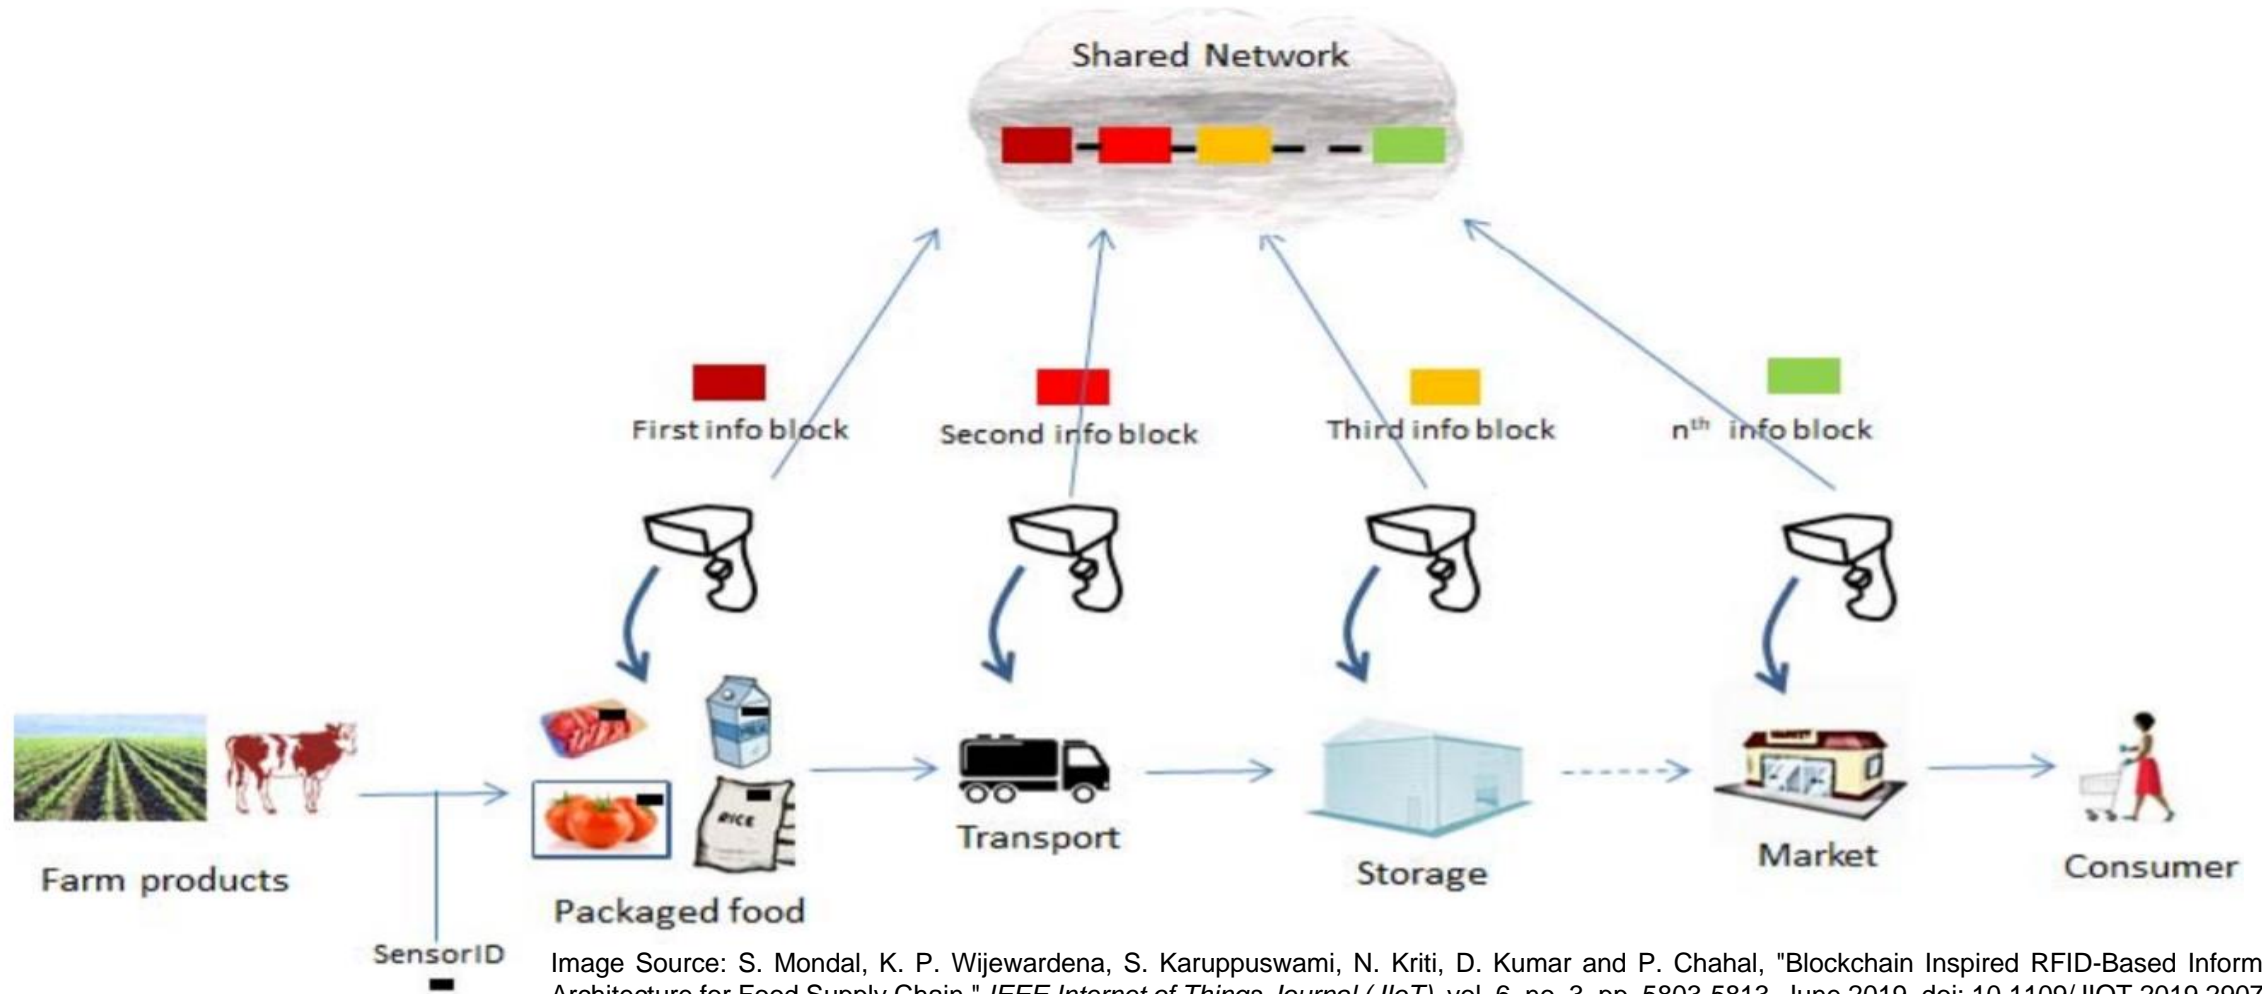 Shared Network
First info block
Second info block
Third info block
nth info block
MILK
RICE
MARKET
Farm products
Packaged food
Transport
Storage
Market
Consumer
SensorID
Image Source: S. Mondal, K. P. Wijewardena, S. Karuppuswami, N. Kriti, D. Kumar and P. Chahal, "Blockchain Inspired RFID-Based Inform
Architecture for Food Supply Chain," IEEE Internet of Things Journal (JIoT), vol. 6, no. 3, pp. 5803-5813, June 2019, doi: 10.1109/JIOT.2019.2907